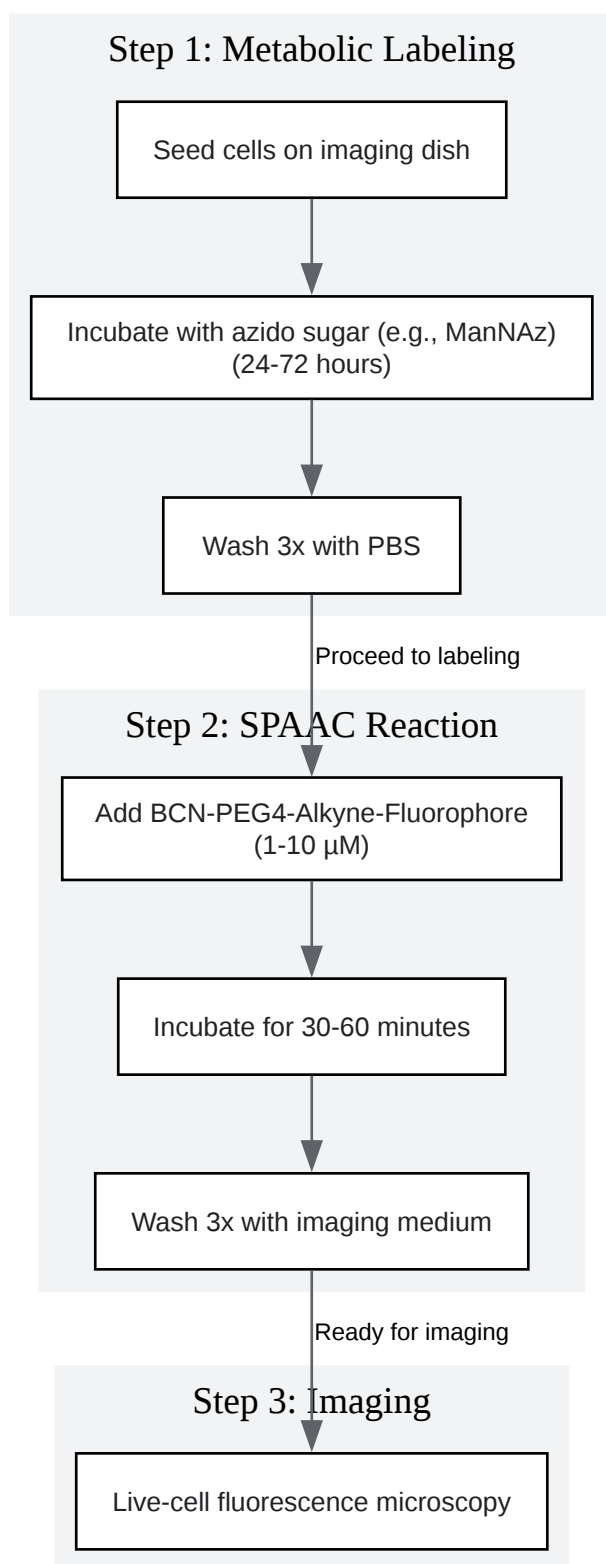 Step 1: Metabolic Labeling
Seed cells on imaging dish
Incubate with azido sugar (e.g., ManNAz)
(24-72 hours)
Wash 3x with PBS
Proceed to labeling
Step 2: SPAAC Reaction
Add BCN-PEG4-Alkyne-Fluorophore
(1-10 µM)
Incubate for 30-60 minutes
Wash 3x with imaging medium
Ready for imaging
Step 3: Imaging
Live-cell fluorescence microscopy